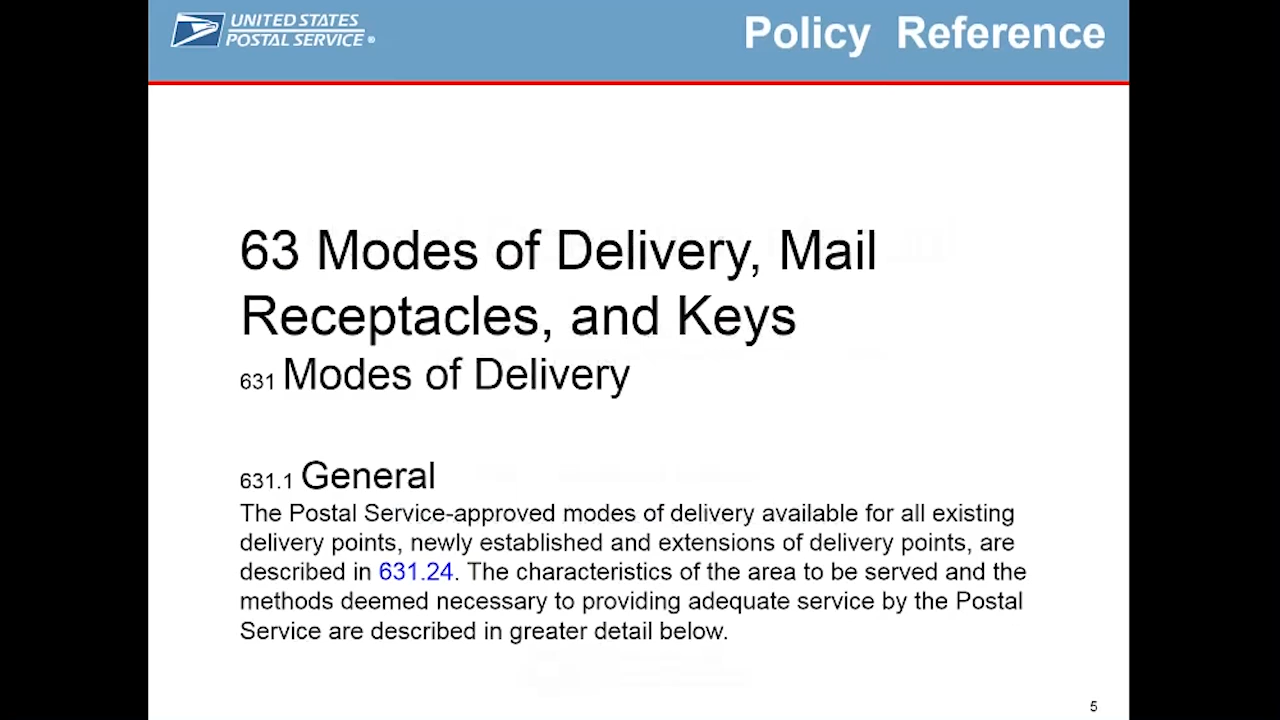 UNITED STATES
POSTAL SERVICE®
Policy Reference
63 Modes of Delivery, Mail
Receptacles, and Keys
631 Modes of Delivery
631.1 General
The Postal Service-approved modes of delivery available for all existing
delivery points, newly established and extensions of delivery points, are
described in 631.24. The characteristics of the area to be served and the
methods deemed necessary to providing adequate service by the Postal
Service are described in greater detail below.
5